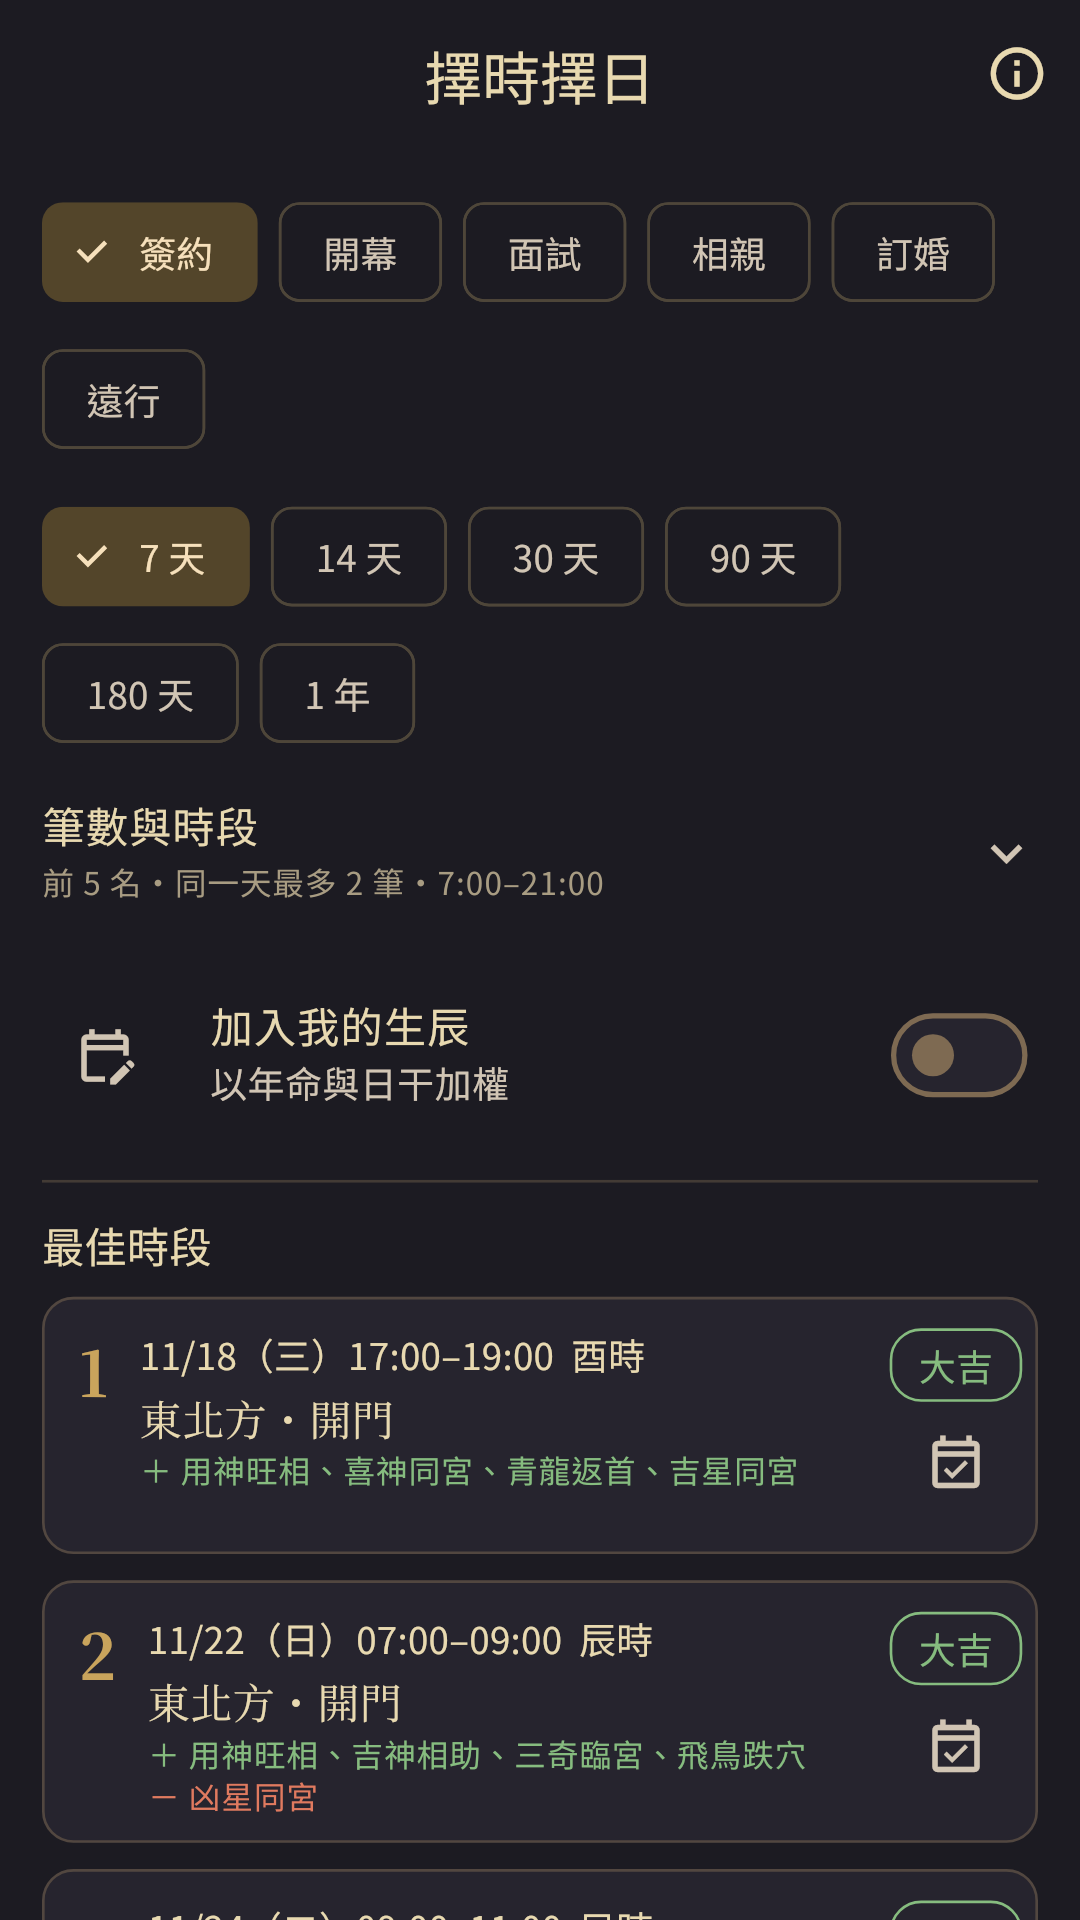 擇時擇日
簽約
開幕
面試
相親
訂婚
遠行
7 天
14 天
30 天
90 天
180 天
1 年
筆數與時段
前 5 名・同一天最多 2 筆・7:00–21:00
加入我的生辰
以年命與日干加權
最佳時段
1
11/18（三）17:00–19:00 酉時
大吉
東北方・開門
＋ 用神旺相、喜神同宮、青龍返首、吉星同宮
2
11/22（日）07:00–09:00 辰時
大吉
東北方・開門
＋ 用神旺相、吉神相助、三奇臨宮、飛鳥跌穴
－ 凶星同宮